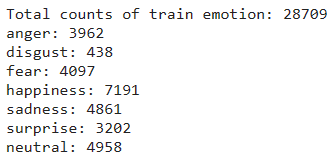 Total counts of train emotion: 28709
anger: 3962
disgust: 438
fear: 4097
happiness: 7191
sadness: 4861
surprise: 3202
neutral: 4958